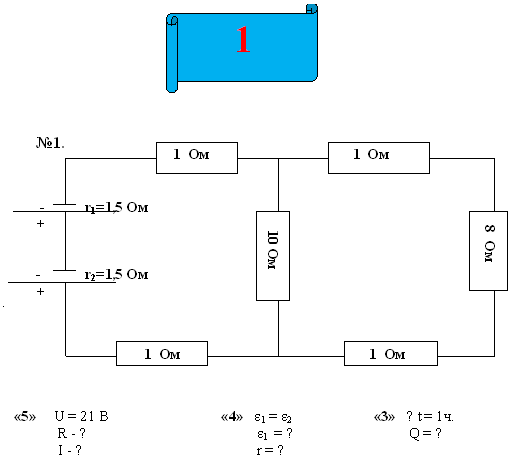 1
№1.
1 Ом
1 Ом
-
r₁=1,5 Ом
+
10 Ом
8 Ом
-
r₂=1,5 Ом
+
1 Ом
1 Ом
«5» U = 21 В
R - ?
I - ?
«4» ε₁ = ε₂
ε₁ = ?
r = ?
«3» ? t = 1ч.
Q = ?